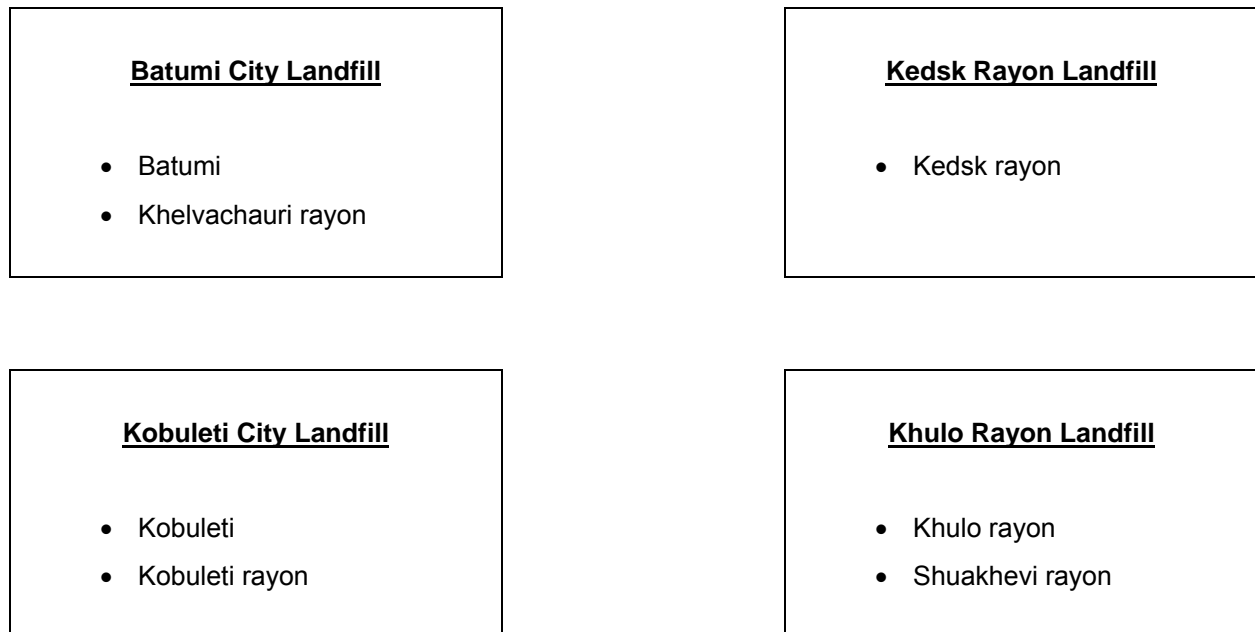 Batumi City Landfill
• Batumi
• Khelvachauri rayon
Kedsk Rayon Landfill
• Kedsk rayon
Kobuleti City Landfill
• Kobuleti
• Kobuleti rayon
Khulo Rayon Landfill
• Khulo rayon
• Shuakhevi rayon